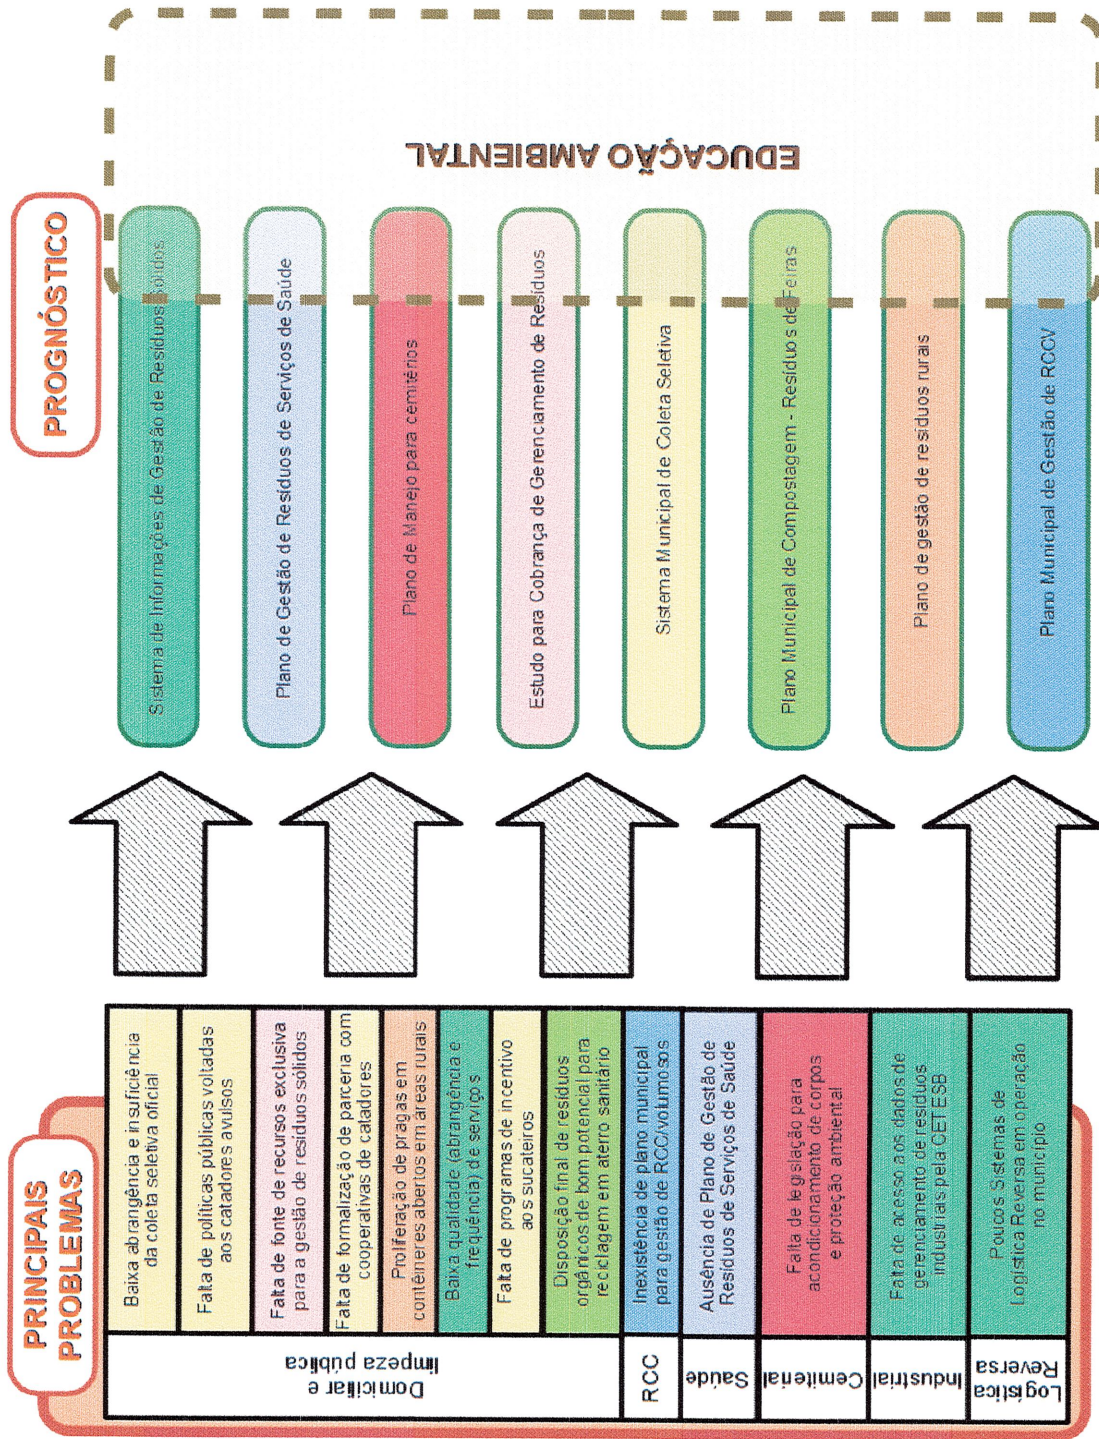 PRINCIPAIS
PROBLEMAS
Domiciliar e
limpeza pública
Baixa abrangência e insuficiência
da coleta seletiva oficial
Falta de políticas públicas voltadas
aos catadores avulsos
Falta de fonte de recursos exclusiva
para a gestão de resíduos solidos
Falta de formalização de parceria com
cooperativas de catadores
Proliferação de pragas em
contêineres abertos em áreas rurais
Baixa qualidade (abrangência e
frequência) de serviços
Falta de programas de incentivo
aos sucateiros
Disposição final de resíduos
orgânicos de bom potencial para
reciclagem em aterro sanitário
RCC
Inexistência de plano municipal
para gestão de RCC/volumosos
Saúde
Ausência de Plano de Gestão de
Resíduos de Serviços de Saúde
Cemiterial
Falta de legislação para
acondicionamento de corpos
e proteção ambiental
Industrial
Falta de acesso aos dados de
gerenciamento de resíduos
industriais pela CETESB
Logística
Reversa
Poucos Sistemas de
Logística Reversa em operação
no município
PROGNÓSTICO
Sistema de Informações de Gestão de Resíduos Sólidos
Plano de Gestão de Resíduos de Serviços de Saúde
Plano de Manejo para cemitérios
Estudo para Cobrança de Gerenciamento de Resíduos
Sistema Municipal de Coleta Seletiva
Plano Municipal de Compostagem - Resíduos de Feiras
Plano de gestão de resíduos rurais
Plano Municipal de Gestão de RCCV
EDUCAÇÃO AMBIENTAL